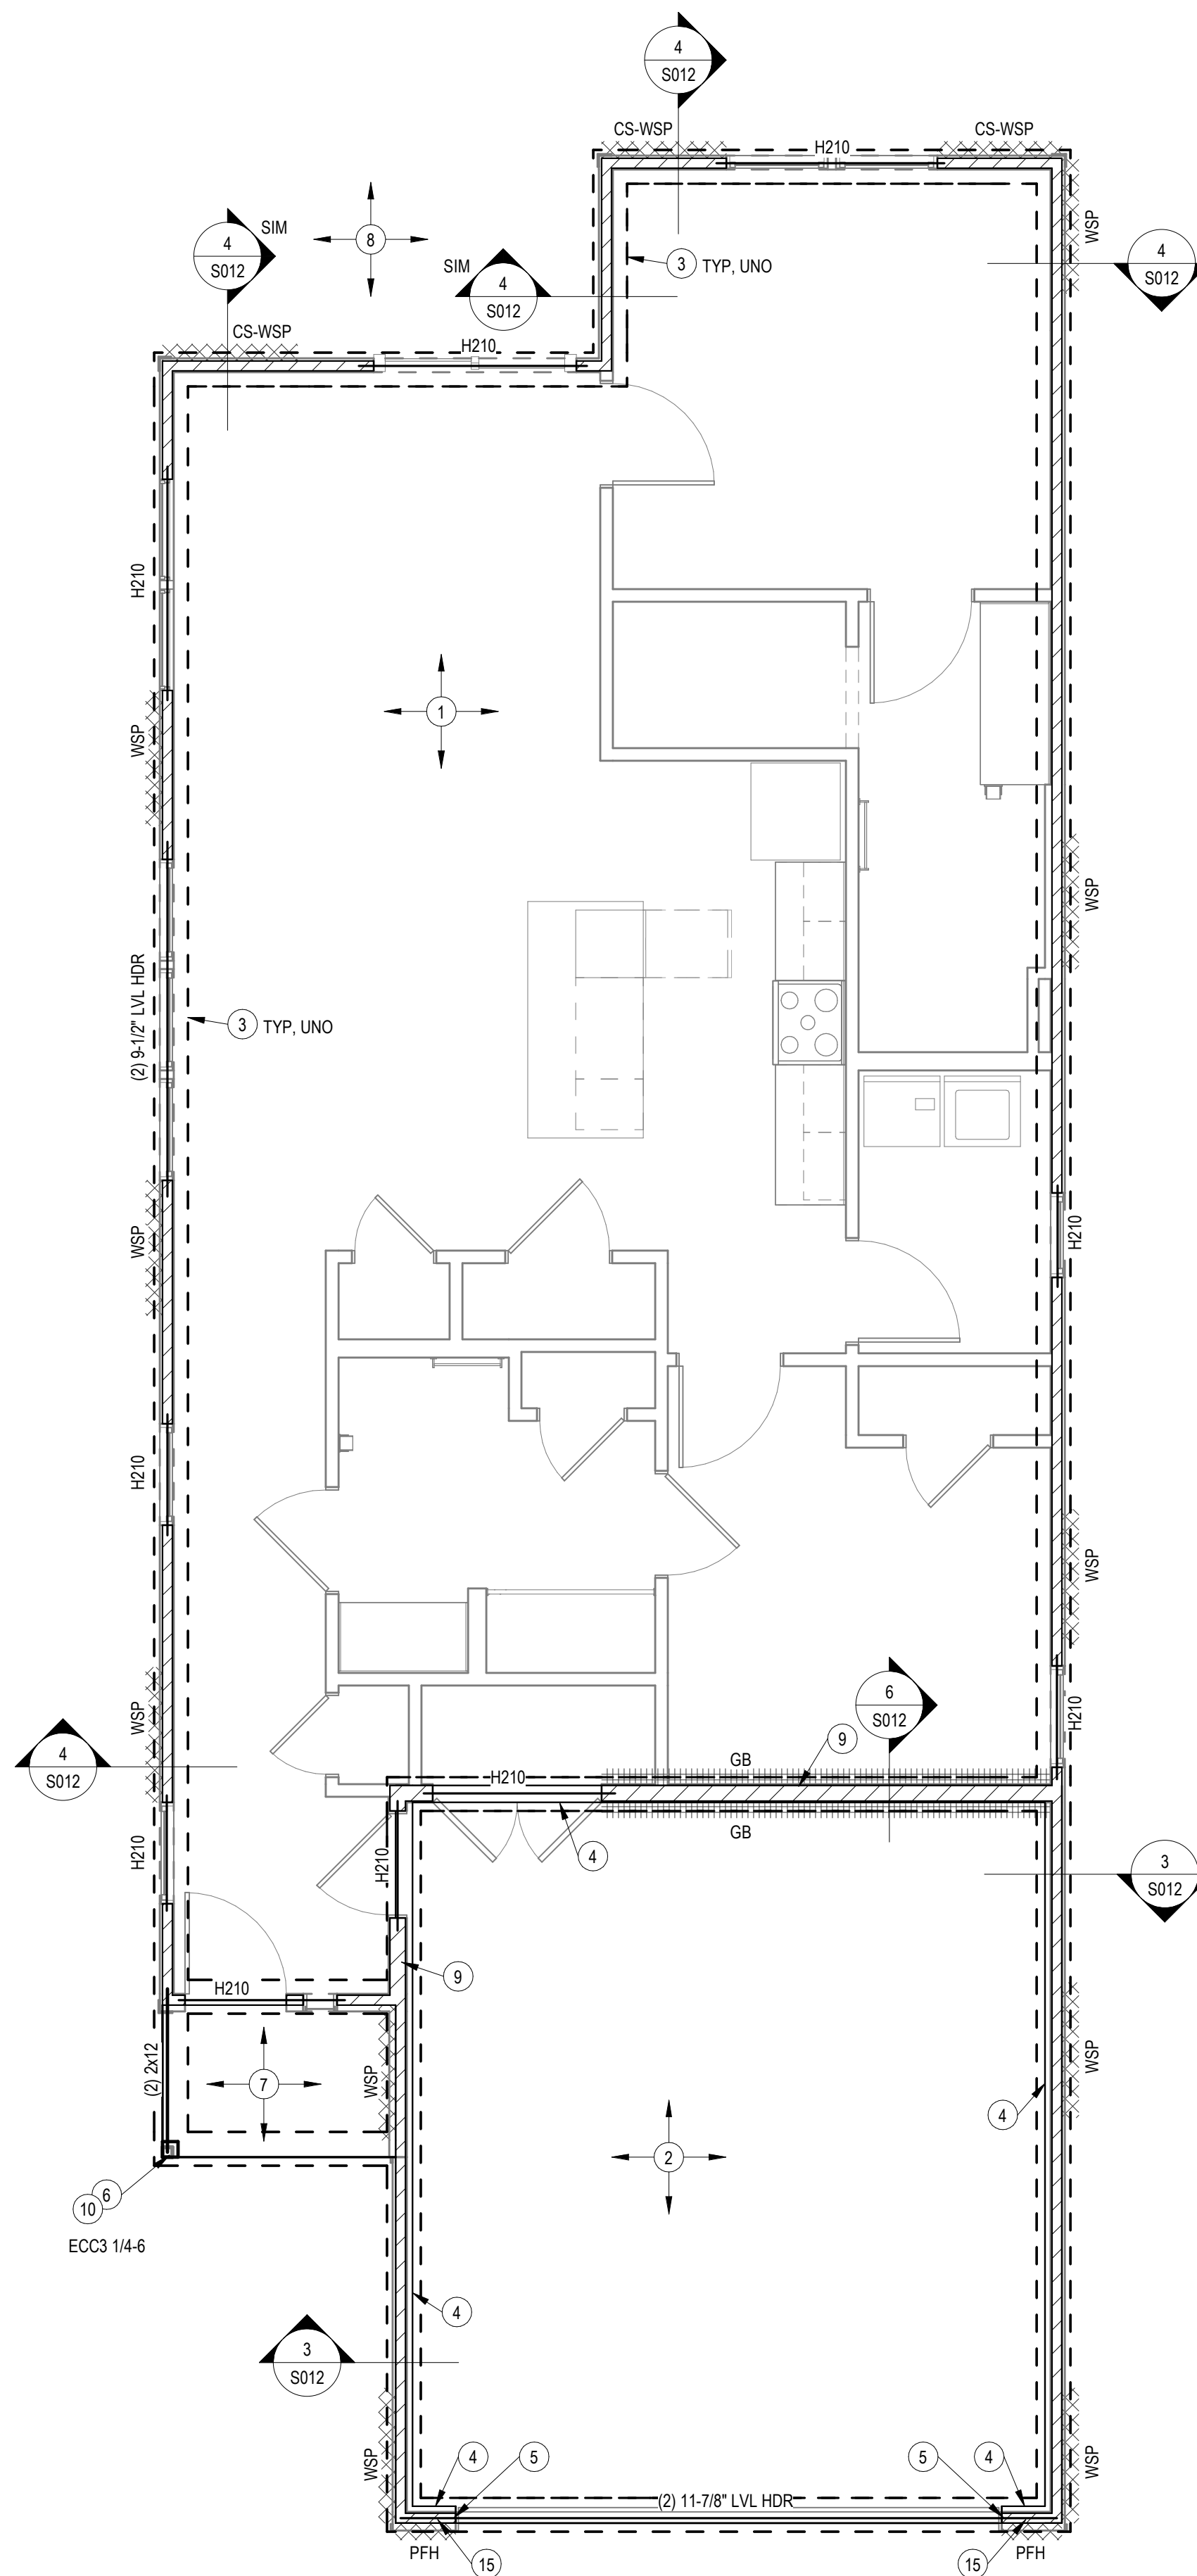 4
S012
CS-WSP
H210
CS-WSP
WSP
4
S012
SIM
8
SIM
4
S012
3 TYP, UNO
4
S012
CS-WSP
H210
H210
1
WSP
WSP
(2) 9-1/2" LVL HDR
3 TYP, UNO
WSP
H210
H210
WSP
6
S012
WSP
H210
9
4
S012
GB
H210
4
GB
H210
H210
3
S012
9
H210
(2) 2x12
7
WSP
WSP
4
2
6
10
ECC3 1/4-6
4
3
S012
WSP
4
5
5
4
WSP
(2) 11-7/8" LVL HDR
PFH
15
PFH
15